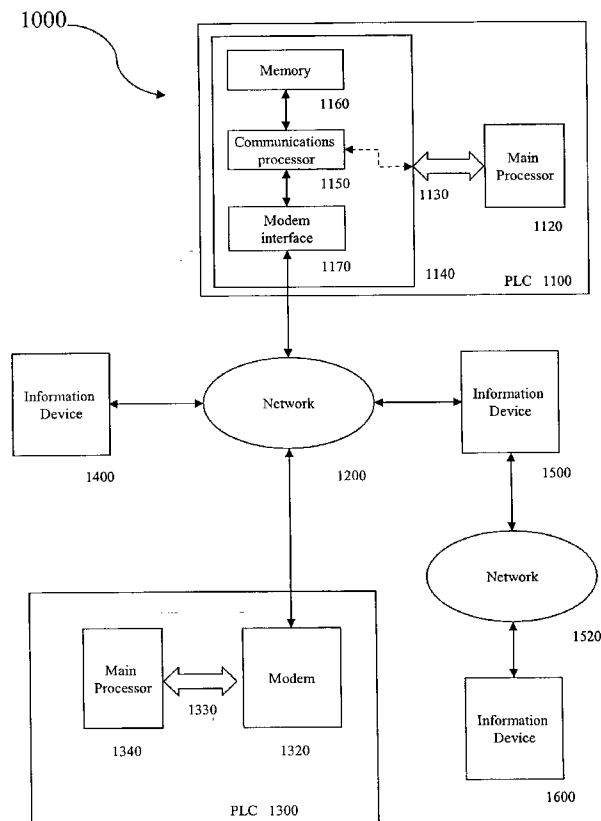 1000
Memory
1160
Communications
processor
1150
Modem
interface
1170
1130
Main
Processor
1120
1140
PLC 1100
Information
Device
1400
Network
1200
Information
Device
1500
Network
1520
Main
Processor
1340
1330
Modem
1320
Information
Device
1600
PLC 1300